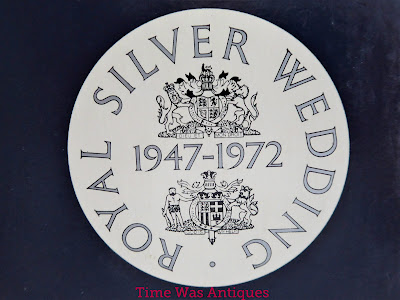 ROYAL SILVER WEDDING
1947-1972
Time Was Antiques